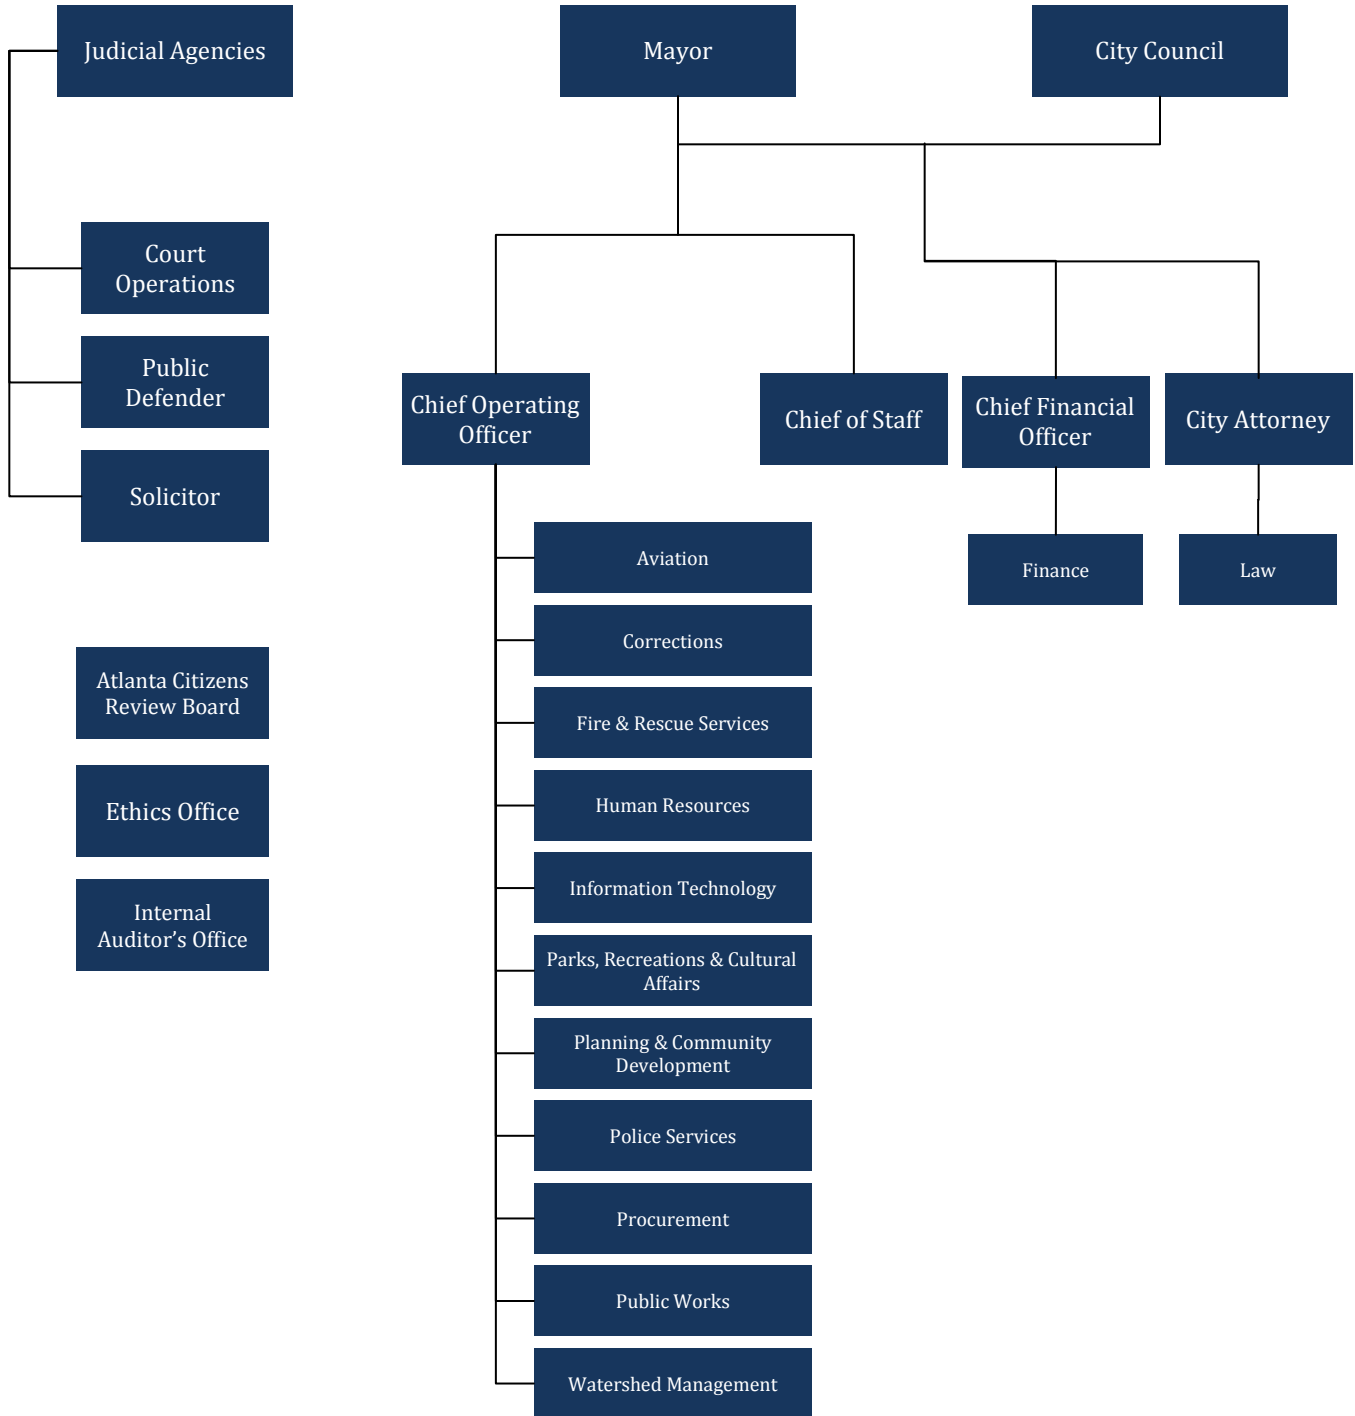 Judicial Agencies
Mayor
City Council
Court
Operations
Public
Defender
Solicitor
Chief Operating
Officer
Chief of Staff
Chief Financial
Officer
City Attorney
Finance
Law
Aviation
Corrections
Fire & Rescue Services
Human Resources
Information Technology
Parks, Recreations & Cultural
Affairs
Planning & Community
Development
Police Services
Procurement
Public Works
Watershed Management
Atlanta Citizens
Review Board
Ethics Office
Internal
Auditor’s Office